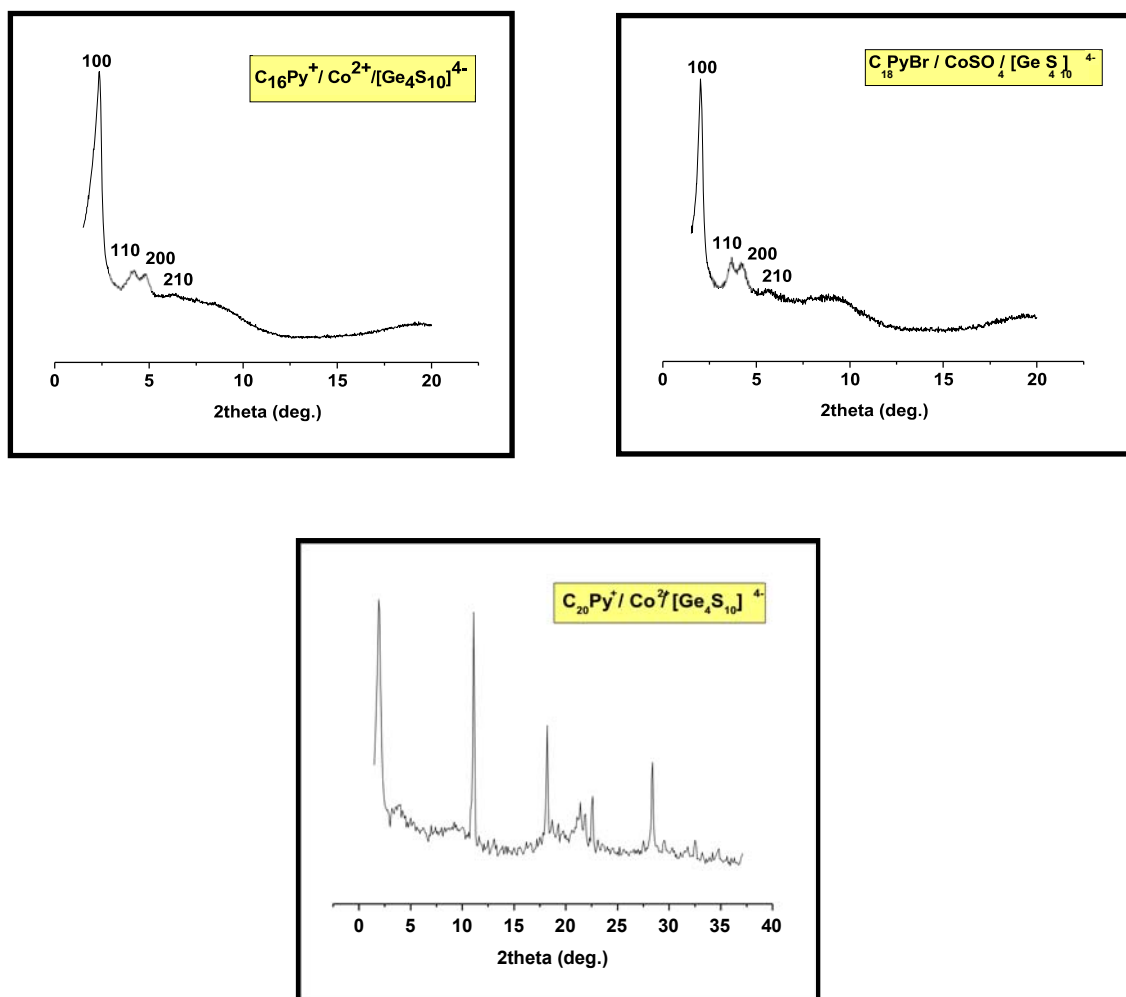 100
C16Py+/ Co2+/[Ge4S10]4-
110
200
210
0 5 10 15 20
2theta (deg.)
100
C18PyBr / CoSO4/ [Ge4S10] 4-
110
200
210
0 5 10 15 20
2theta (deg.)
C20Py+/ Co2+/ [Ge4S10] 4-
0 5 10 15 20 25 30 35 40
2theta (deg.)